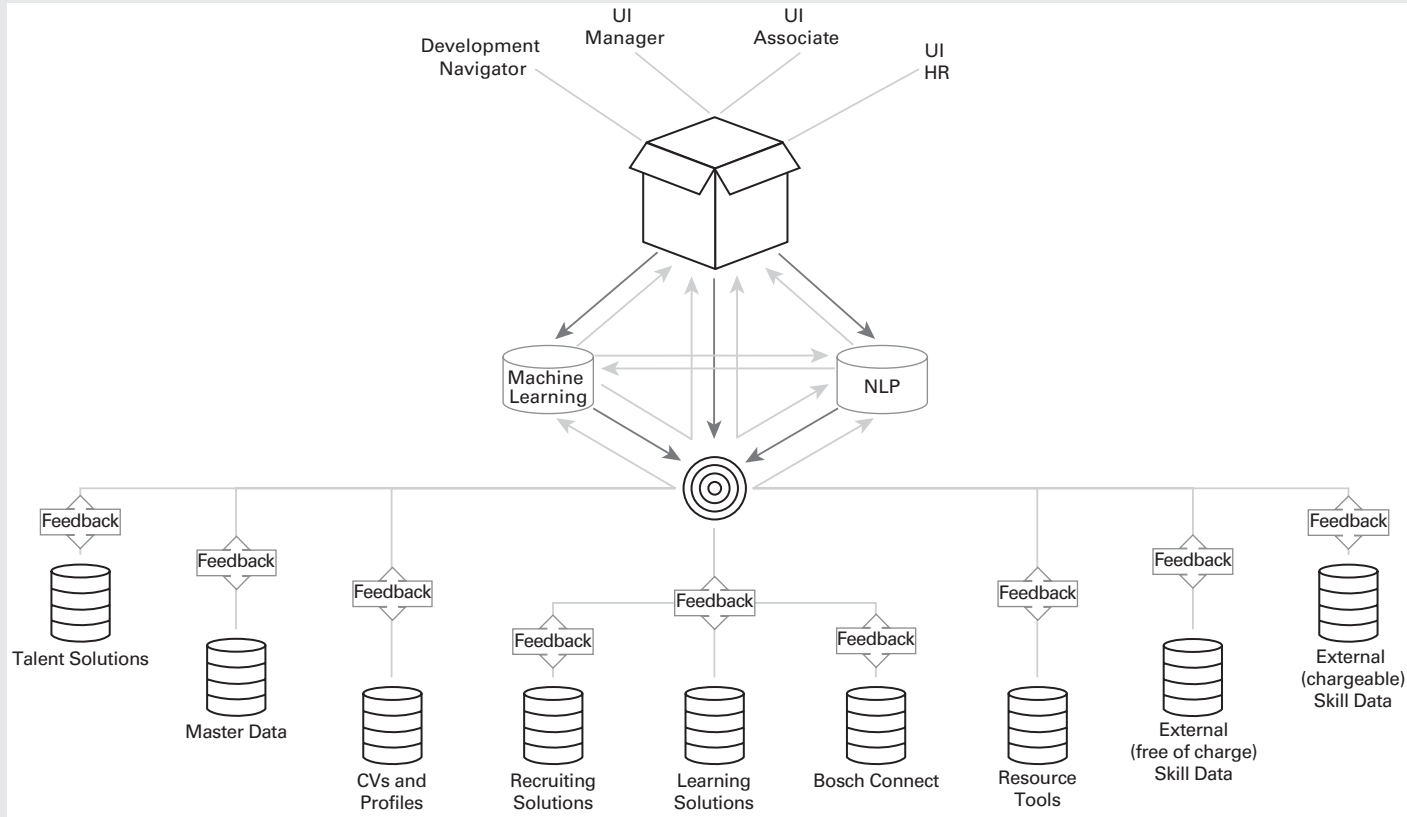 UI
Manager
UI
Associate
Development
Navigator
UI
HR
Machine
Learning
NLP
Feedback
Feedback
Feedback
Feedback
Feedback
Feedback
Feedback
Feedback
Feedback
Talent Solutions
Master Data
CVs and
Profiles
Recruiting
Solutions
Learning
Solutions
Bosch Connect
Resource
Tools
External
(free of charge)
Skill Data
External
(chargeable)
Skill Data